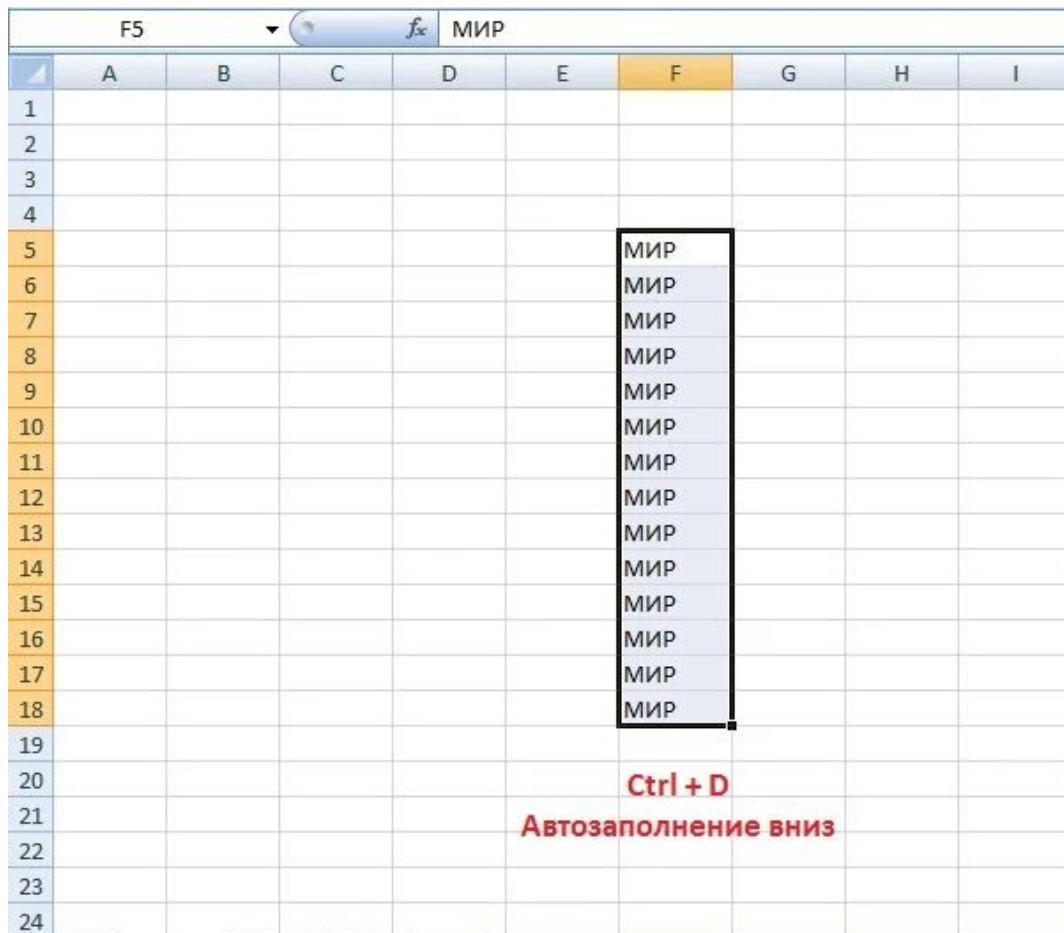 F5 fx МИР
A B C D E F G H I
1
2
3
4
5 МИР
6 МИР
7 МИР
8 МИР
9 МИР
10 МИР
11 МИР
12 МИР
13 МИР
14 МИР
15 МИР
16 МИР
17 МИР
18 МИР
19
20 Ctrl + D
21 Автозаполнение вниз
22
23
24